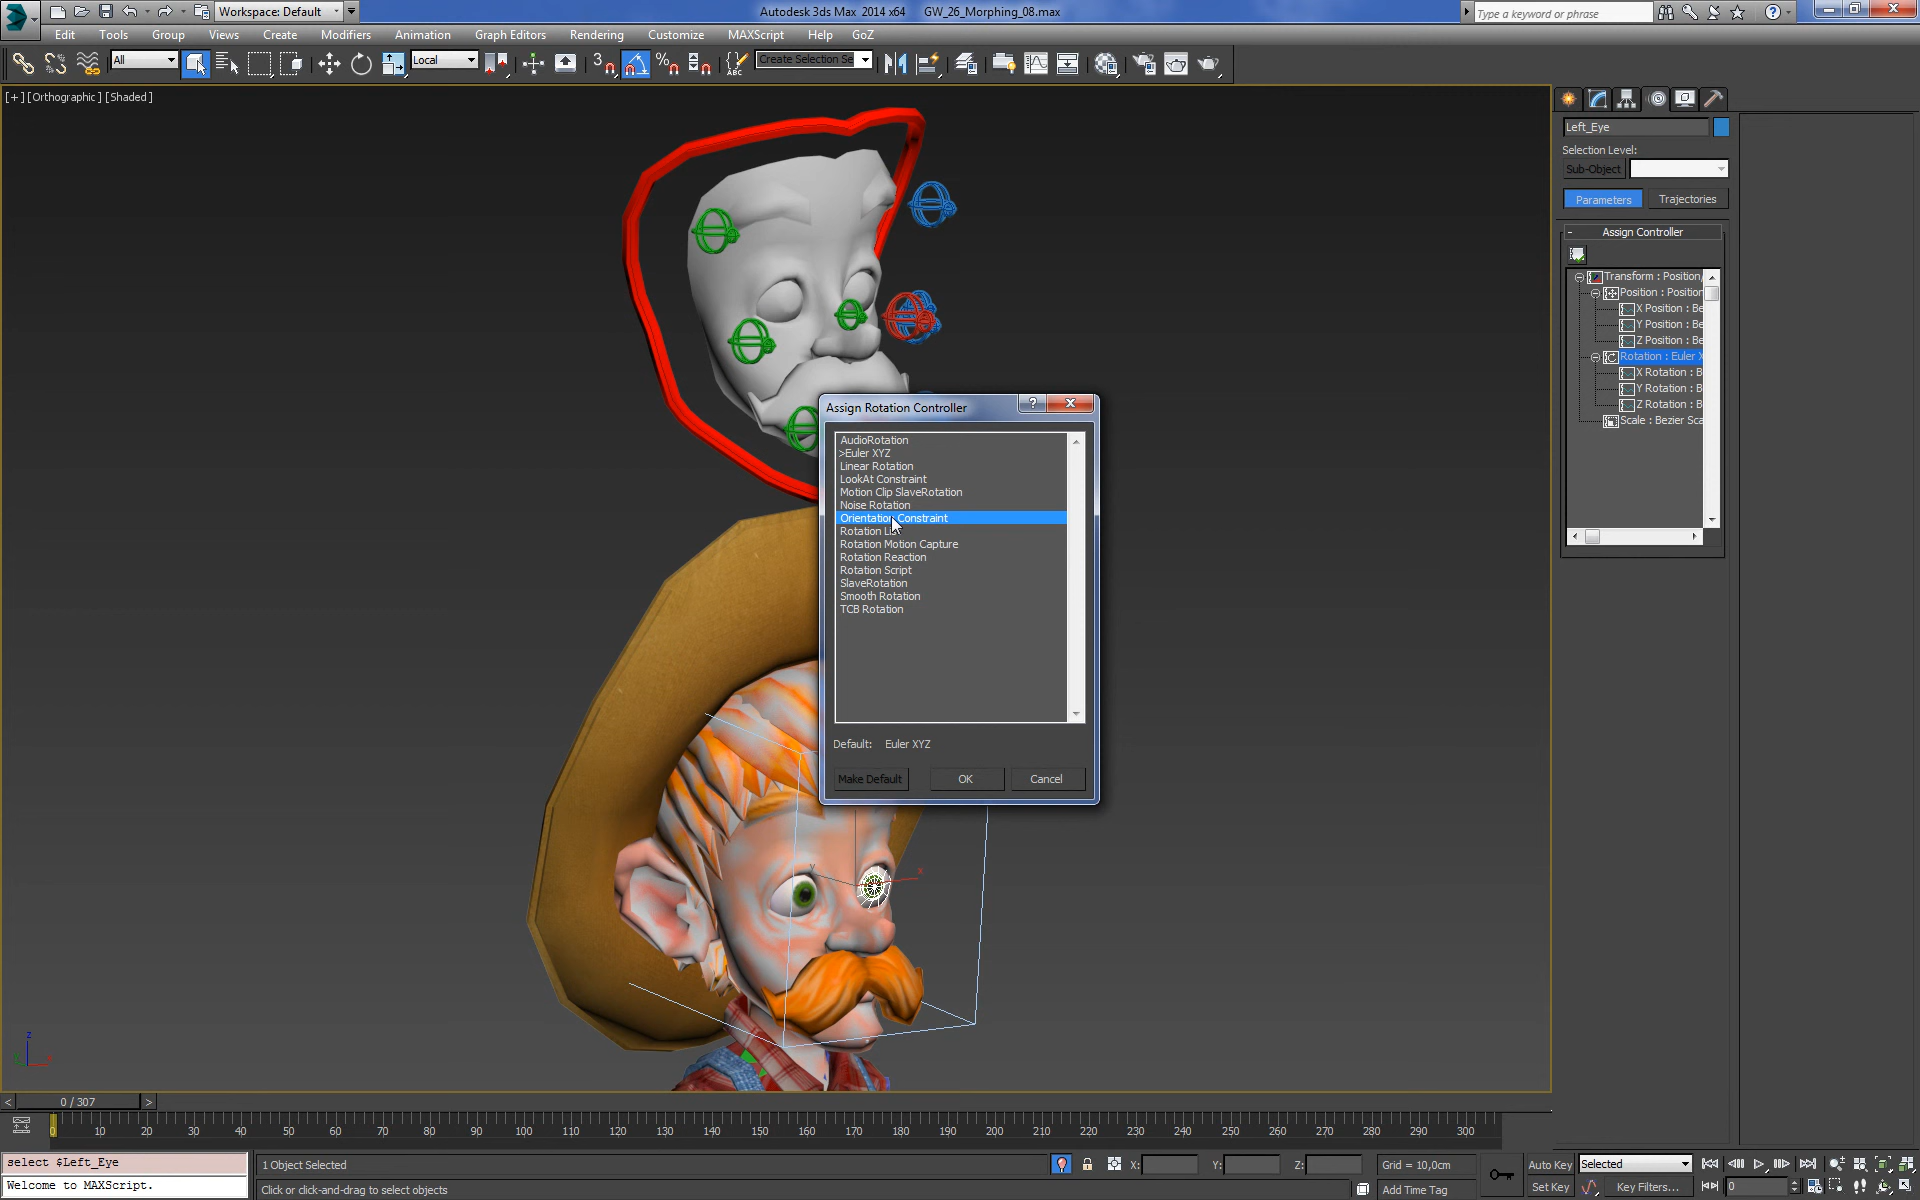 Workspace: Default
Autodesk 3ds Max 2014 x64 GW_26_Morphing_08.max
Type a keyword or phrase
Edit Tools Group Views Create Modifiers Animation Graph Editors Rendering Customize MAXScript Help GoZ
All
Local
3
ABC
Create Selection Se
[+] [Orthographic] [Shaded]
Left_Eye
Selection Level:
Sub-Object
Parameters Trajectories
- Assign Controller
Transform : Position,
Position : Position
X Position : Be
Y Position : Be
Z Position : Be
Rotation : Euler X
X Rotation : B
Y Rotation : B
Z Rotation : B
Scale : Bezier Sca
Assign Rotation Controller
AudioRotation
>Euler XYZ
Linear Rotation
LookAt Constraint
Motion Clip SlaveRotation
Noise Rotation
Orientation Constraint
Rotation List
Rotation Motion Capture
Rotation Reaction
Rotation Script
SlaveRotation
Smooth Rotation
TCB Rotation
Default: Euler XYZ
Make Default OK Cancel
y
x
z
< 0 / 307 >
0 10 20 30 40 50 60 70 80 90 100 110 120 130 140 150 160 170 180 190 200 210 220 230 240 250 260 270 280 290 300
select $Left_Eye
Welcome to MAXScript.
1 Object Selected
Click or click-and-drag to select objects
X: Y: Z: Grid = 10,0cm
Add Time Tag
Auto Key Selected
Set Key Key Filters...
0